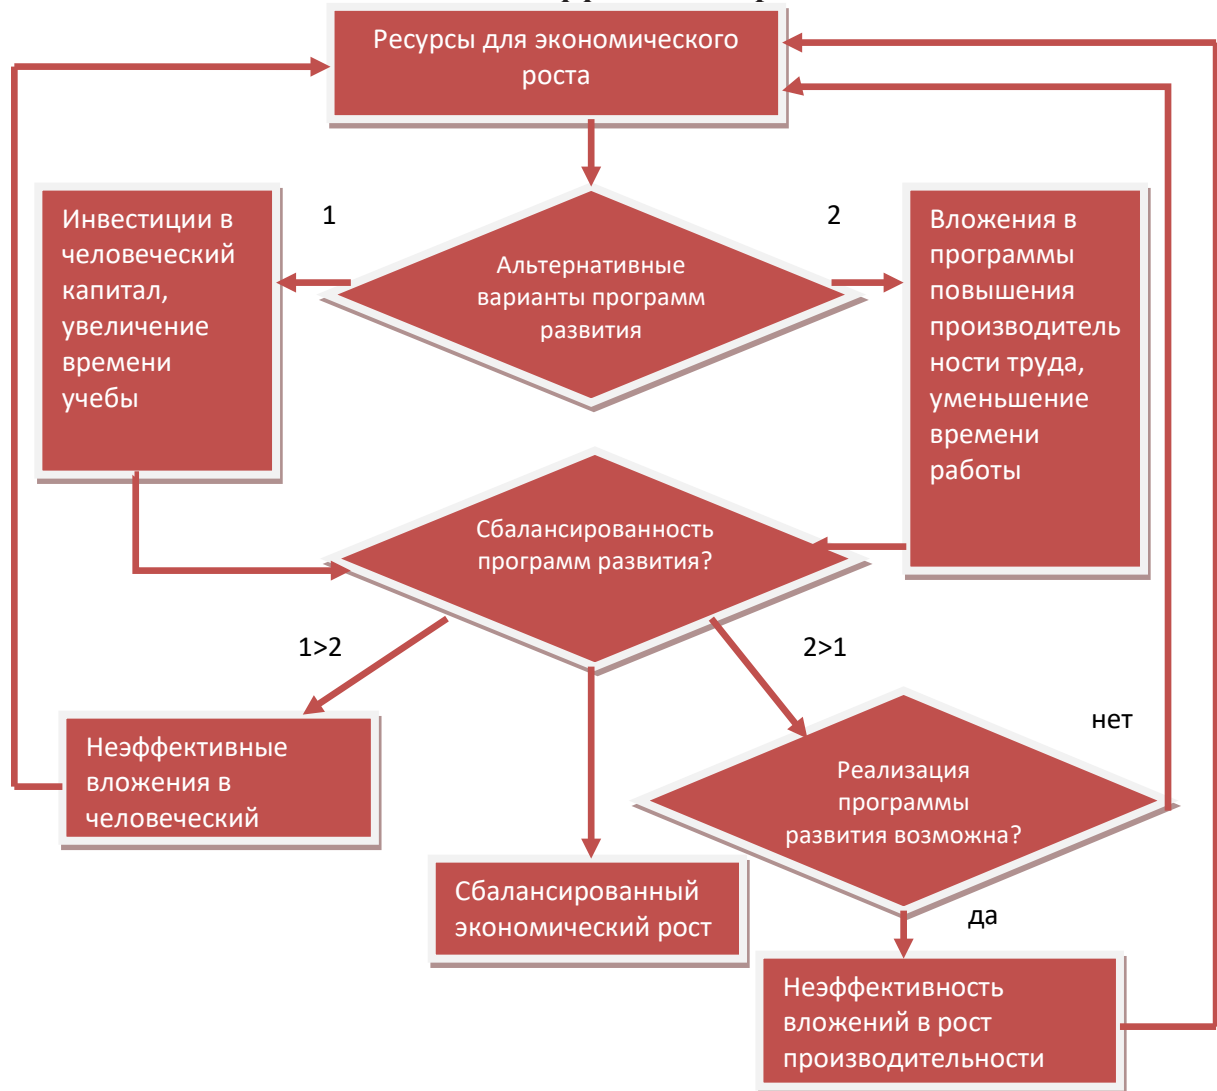 Ресурсы для экономического
роста
1
2
Инвестиции в
человеческий
капитал,
увеличение
времени
учебы
Альтернативные
варианты программ
развития
Вложения в
программы
повышения
производитель
ности труда,
уменьшение
времени
работы
Сбалансированность
программ развития?
1>2
2>1
нет
Неэффективные
вложения в
человеческий
Реализация
программы
развития возможна?
Сбалансированный
экономический рост
да
Неэффективность
вложений в рост
производительности